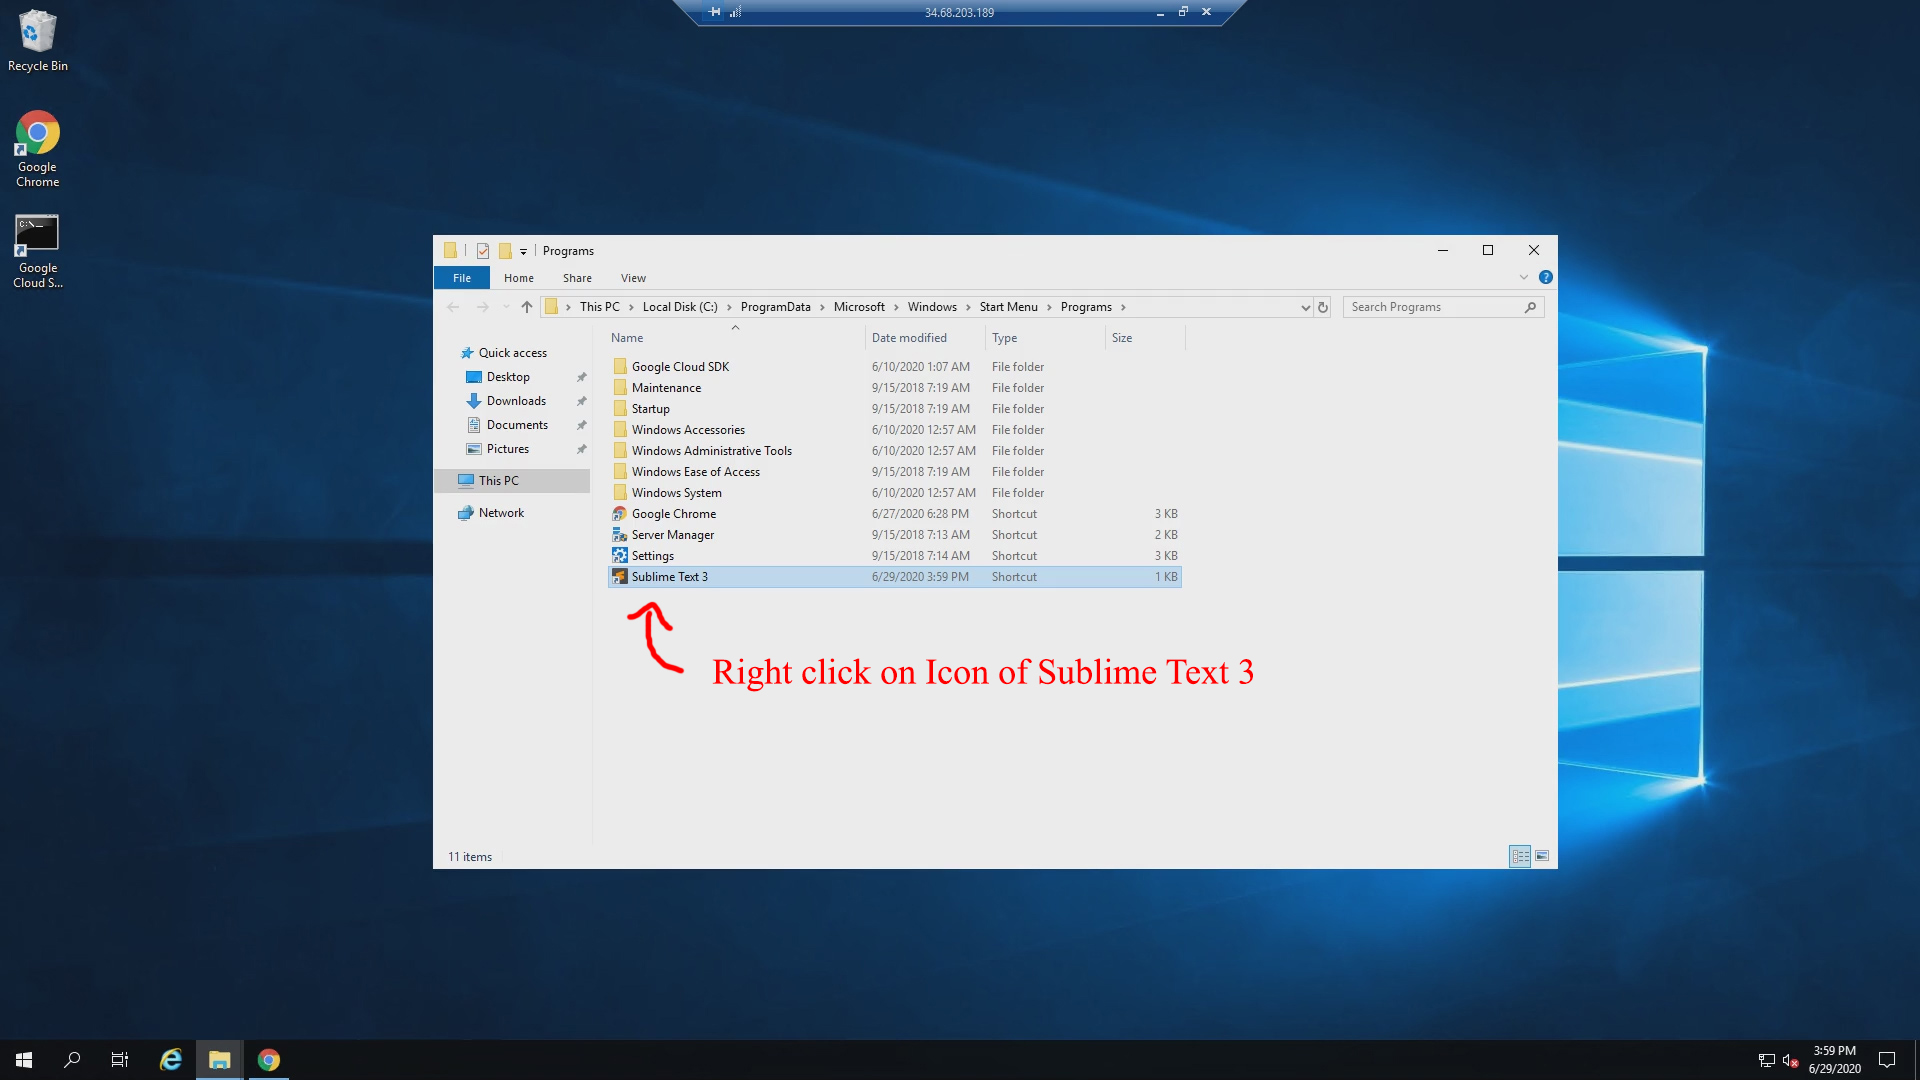 34.68.203.189
Recycle Bin
Google
Chrome
C:\>_
Google
Cloud S...
Programs
File Home Share View
This PC Local Disk (C:) ProgramData Microsoft Windows Start Menu Programs
Search Programs
Name Date modified Type Size
Quick access
Desktop
Downloads
Documents
Pictures
This PC
Network
Google Cloud SDK 6/10/2020 1:07 AM File folder
Maintenance 9/15/2018 7:19 AM File folder
Startup 9/15/2018 7:19 AM File folder
Windows Accessories 6/10/2020 12:57 AM File folder
Windows Administrative Tools 6/10/2020 12:57 AM File folder
Windows Ease of Access 9/15/2018 7:19 AM File folder
Windows System 6/10/2020 12:57 AM File folder
Google Chrome 6/27/2020 6:28 PM Shortcut 3 KB
Server Manager 9/15/2018 7:13 AM Shortcut 2 KB
Settings 9/15/2018 7:14 AM Shortcut 3 KB
Sublime Text 3 6/29/2020 3:59 PM Shortcut 1 KB
Right click on Icon of Sublime Text 3
11 items
3:59 PM
6/29/2020